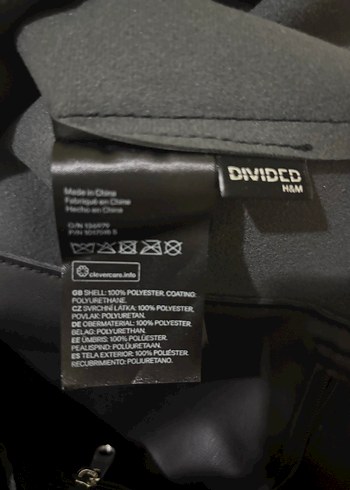 DIVIDED
H&M
Made in China
Fabriqué en Chine
Hecho en China
clevercare.info
GB SHELL: 100% POLYESTER. COATING:
POLYURETHANE.
CZ SVRCHNÍ LÁTKA: 100% POLYESTER.
POVLAK: POLYURETAN.
DE OBERMATERIAL: 100% POLYESTER.
BELAG: POLYURETHAN.
EE ÜMBRIS: 100% POLÜESTER.
PEALISPIND: POLÜURETAAN.
ES TELA EXTERIOR: 100% POLIÉSTER.
RECUBRIMIENTO: POLIURETANO.